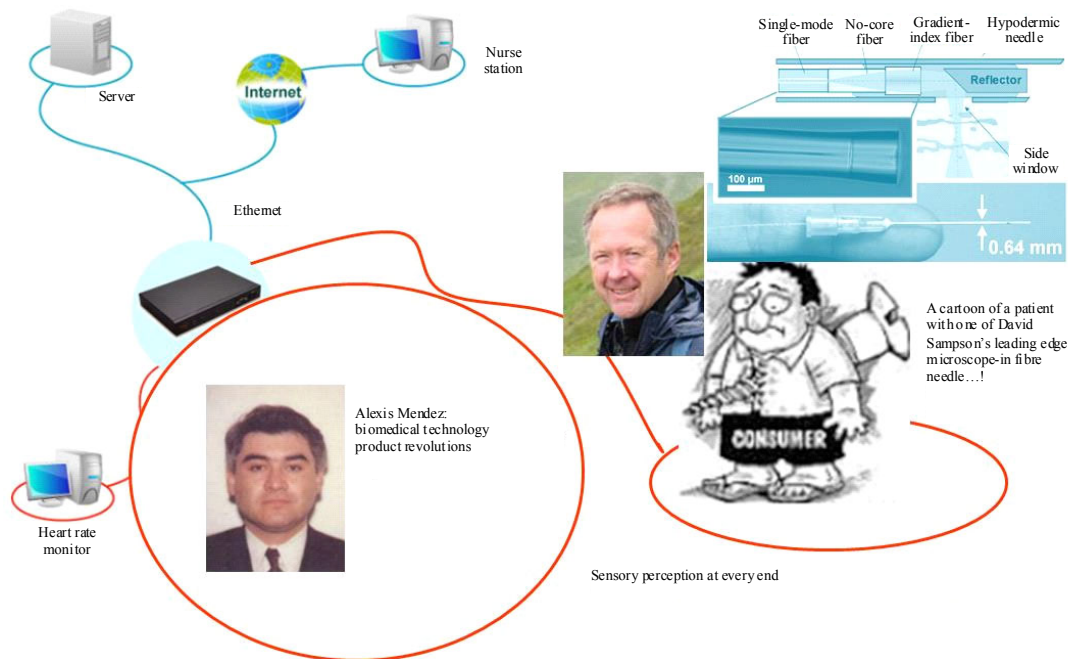 Single-mode
fiber
No-core
fiber
Gradient-
index fiber
Hypodermic
needle
Reflector
Side
window
100 µm
0.64 mm
Nurse
station
Internet
Server
Ethernet
A cartoon of a patient
with one of David
Sampson's leading edge
microscope-in fibre
needle…!
CONSUMER
Alexis Mendez:
biomedical technology
product revolutions
Heart rate
monitor
Sensory perception at every end